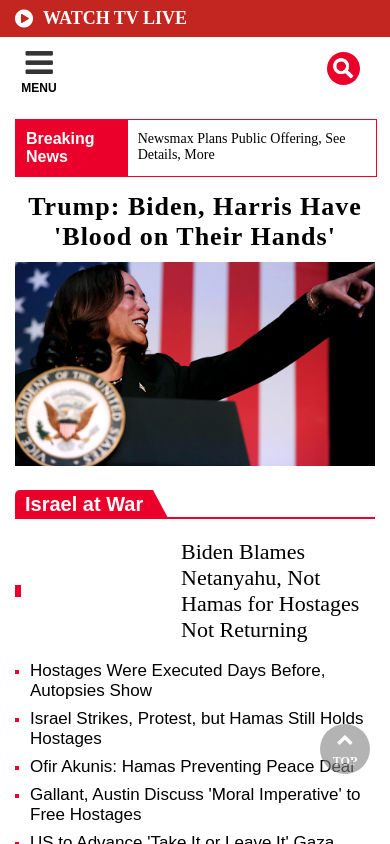 WATCH TV LIVE
MENU
Breaking
News
Newsmax Plans Public Offering, See
Details, More
Trump: Biden, Harris Have
'Blood on Their Hands'
VICE PRESIDENT OF THE UNITED STATES
Israel at War
Biden Blames
Netanyahu, Not
Hamas for Hostages
Not Returning
Hostages Were Executed Days Before,
Autopsies Show
Israel Strikes, Protest, but Hamas Still Holds
Hostages
Ofir Akunis: Hamas Preventing Peace Deal
TOP
Gallant, Austin Discuss 'Moral Imperative' to
Free Hostages
US to Advance 'Take It or Leave It' Gaza